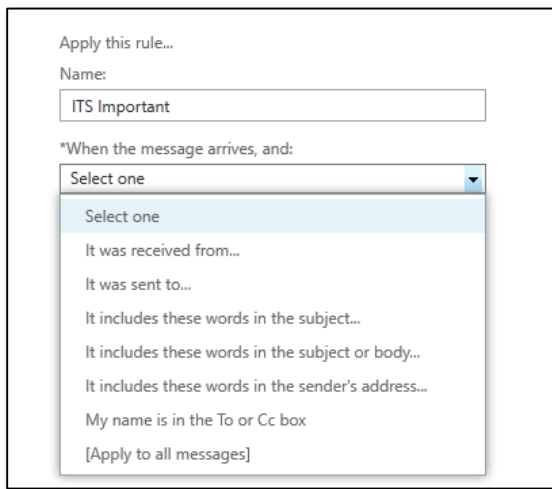 Apply this rule...
Name:
ITS Important
*When the message arrives, and:
Select one
Select one
It was received from...
It was sent to...
It includes these words in the subject...
It includes these words in the subject or body...
It includes these words in the sender's address...
My name is in the To or Cc box
[Apply to all messages]